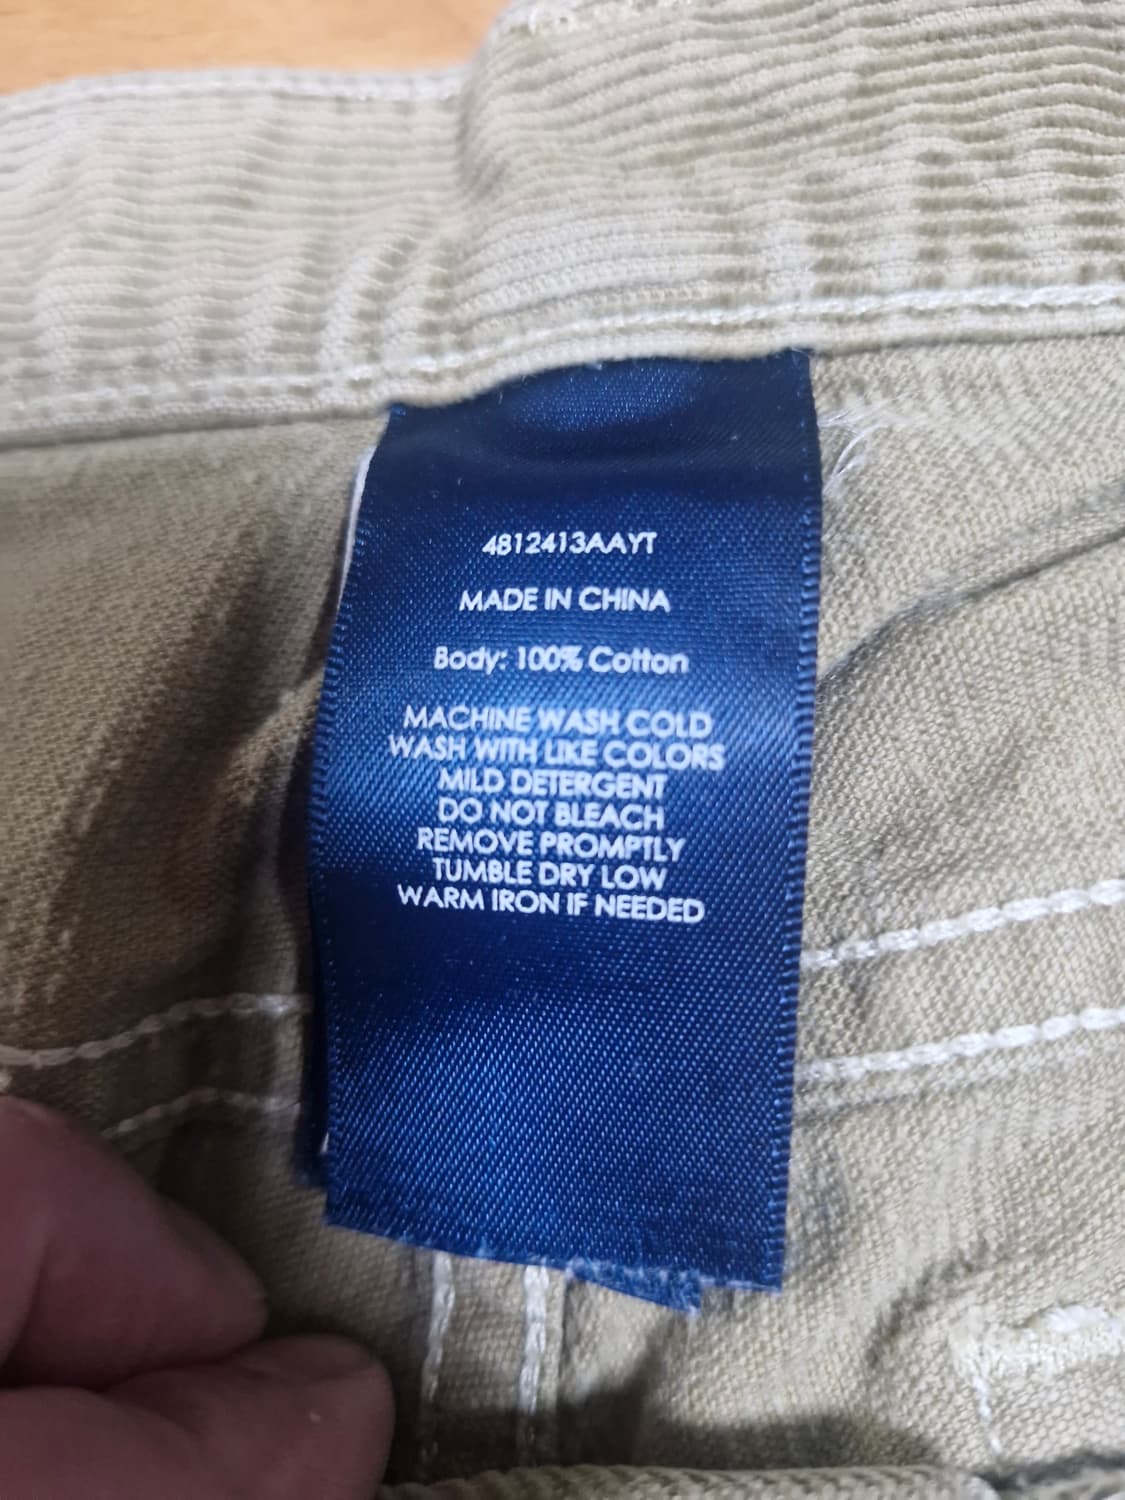 4812413AAYT
MADE IN CHINA
Body: 100% Cotton
MACHINE WASH COLD
WASH WITH LIKE COLORS
MILD DETERGENT
DO NOT BLEACH
REMOVE PROMPTLY
TUMBLE DRY LOW
WARM IRON IF NEEDED